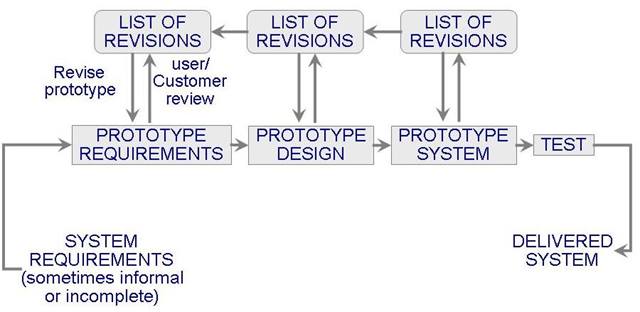 LIST OF
REVISIONS
LIST OF
REVISIONS
LIST OF
REVISIONS
Revise
prototype
user/
Customer
review
PROTOTYPE
REQUIREMENTS
PROTOTYPE
DESIGN
PROTOTYPE
SYSTEM
TEST
SYSTEM
REQUIREMENTS
(sometimes informal
or incomplete)
DELIVERED
SYSTEM